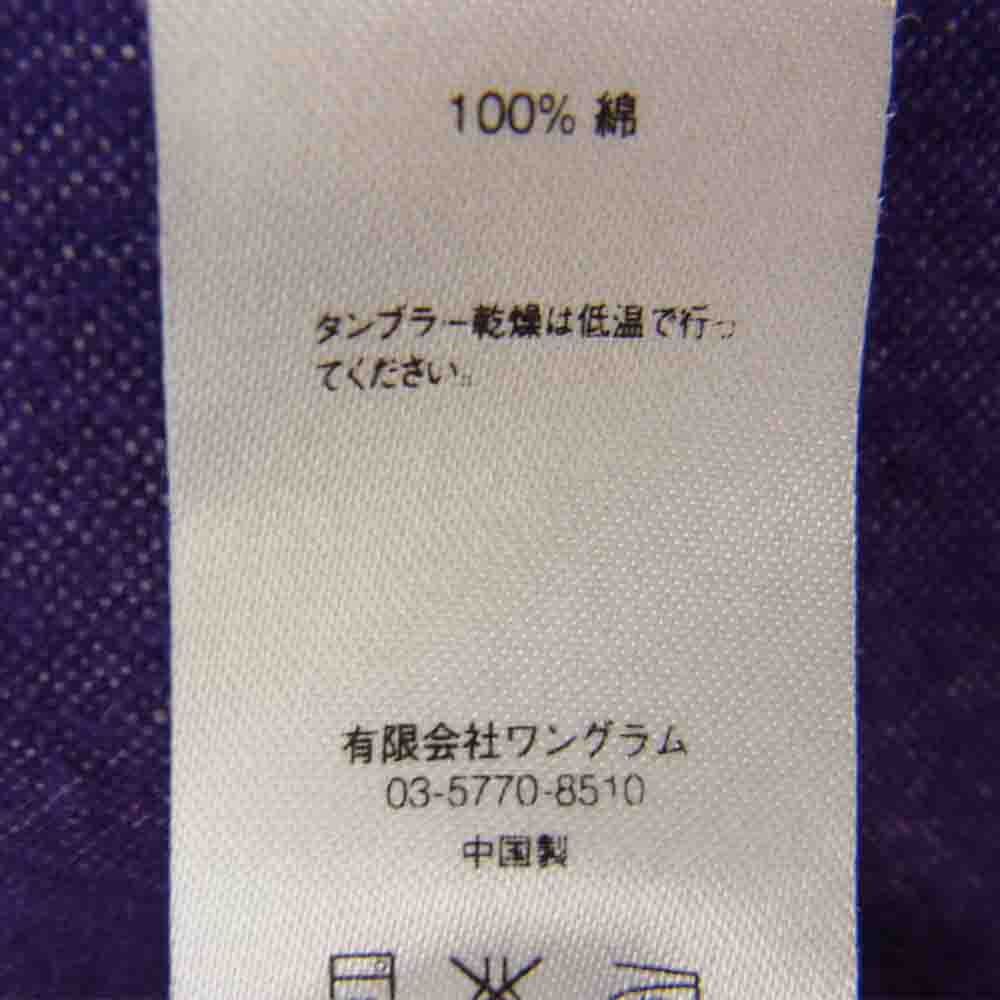 100% 綿
タンブラー乾燥は低温で行っ
てください。
有限会社ワングラム
03-5770-8510
中国製